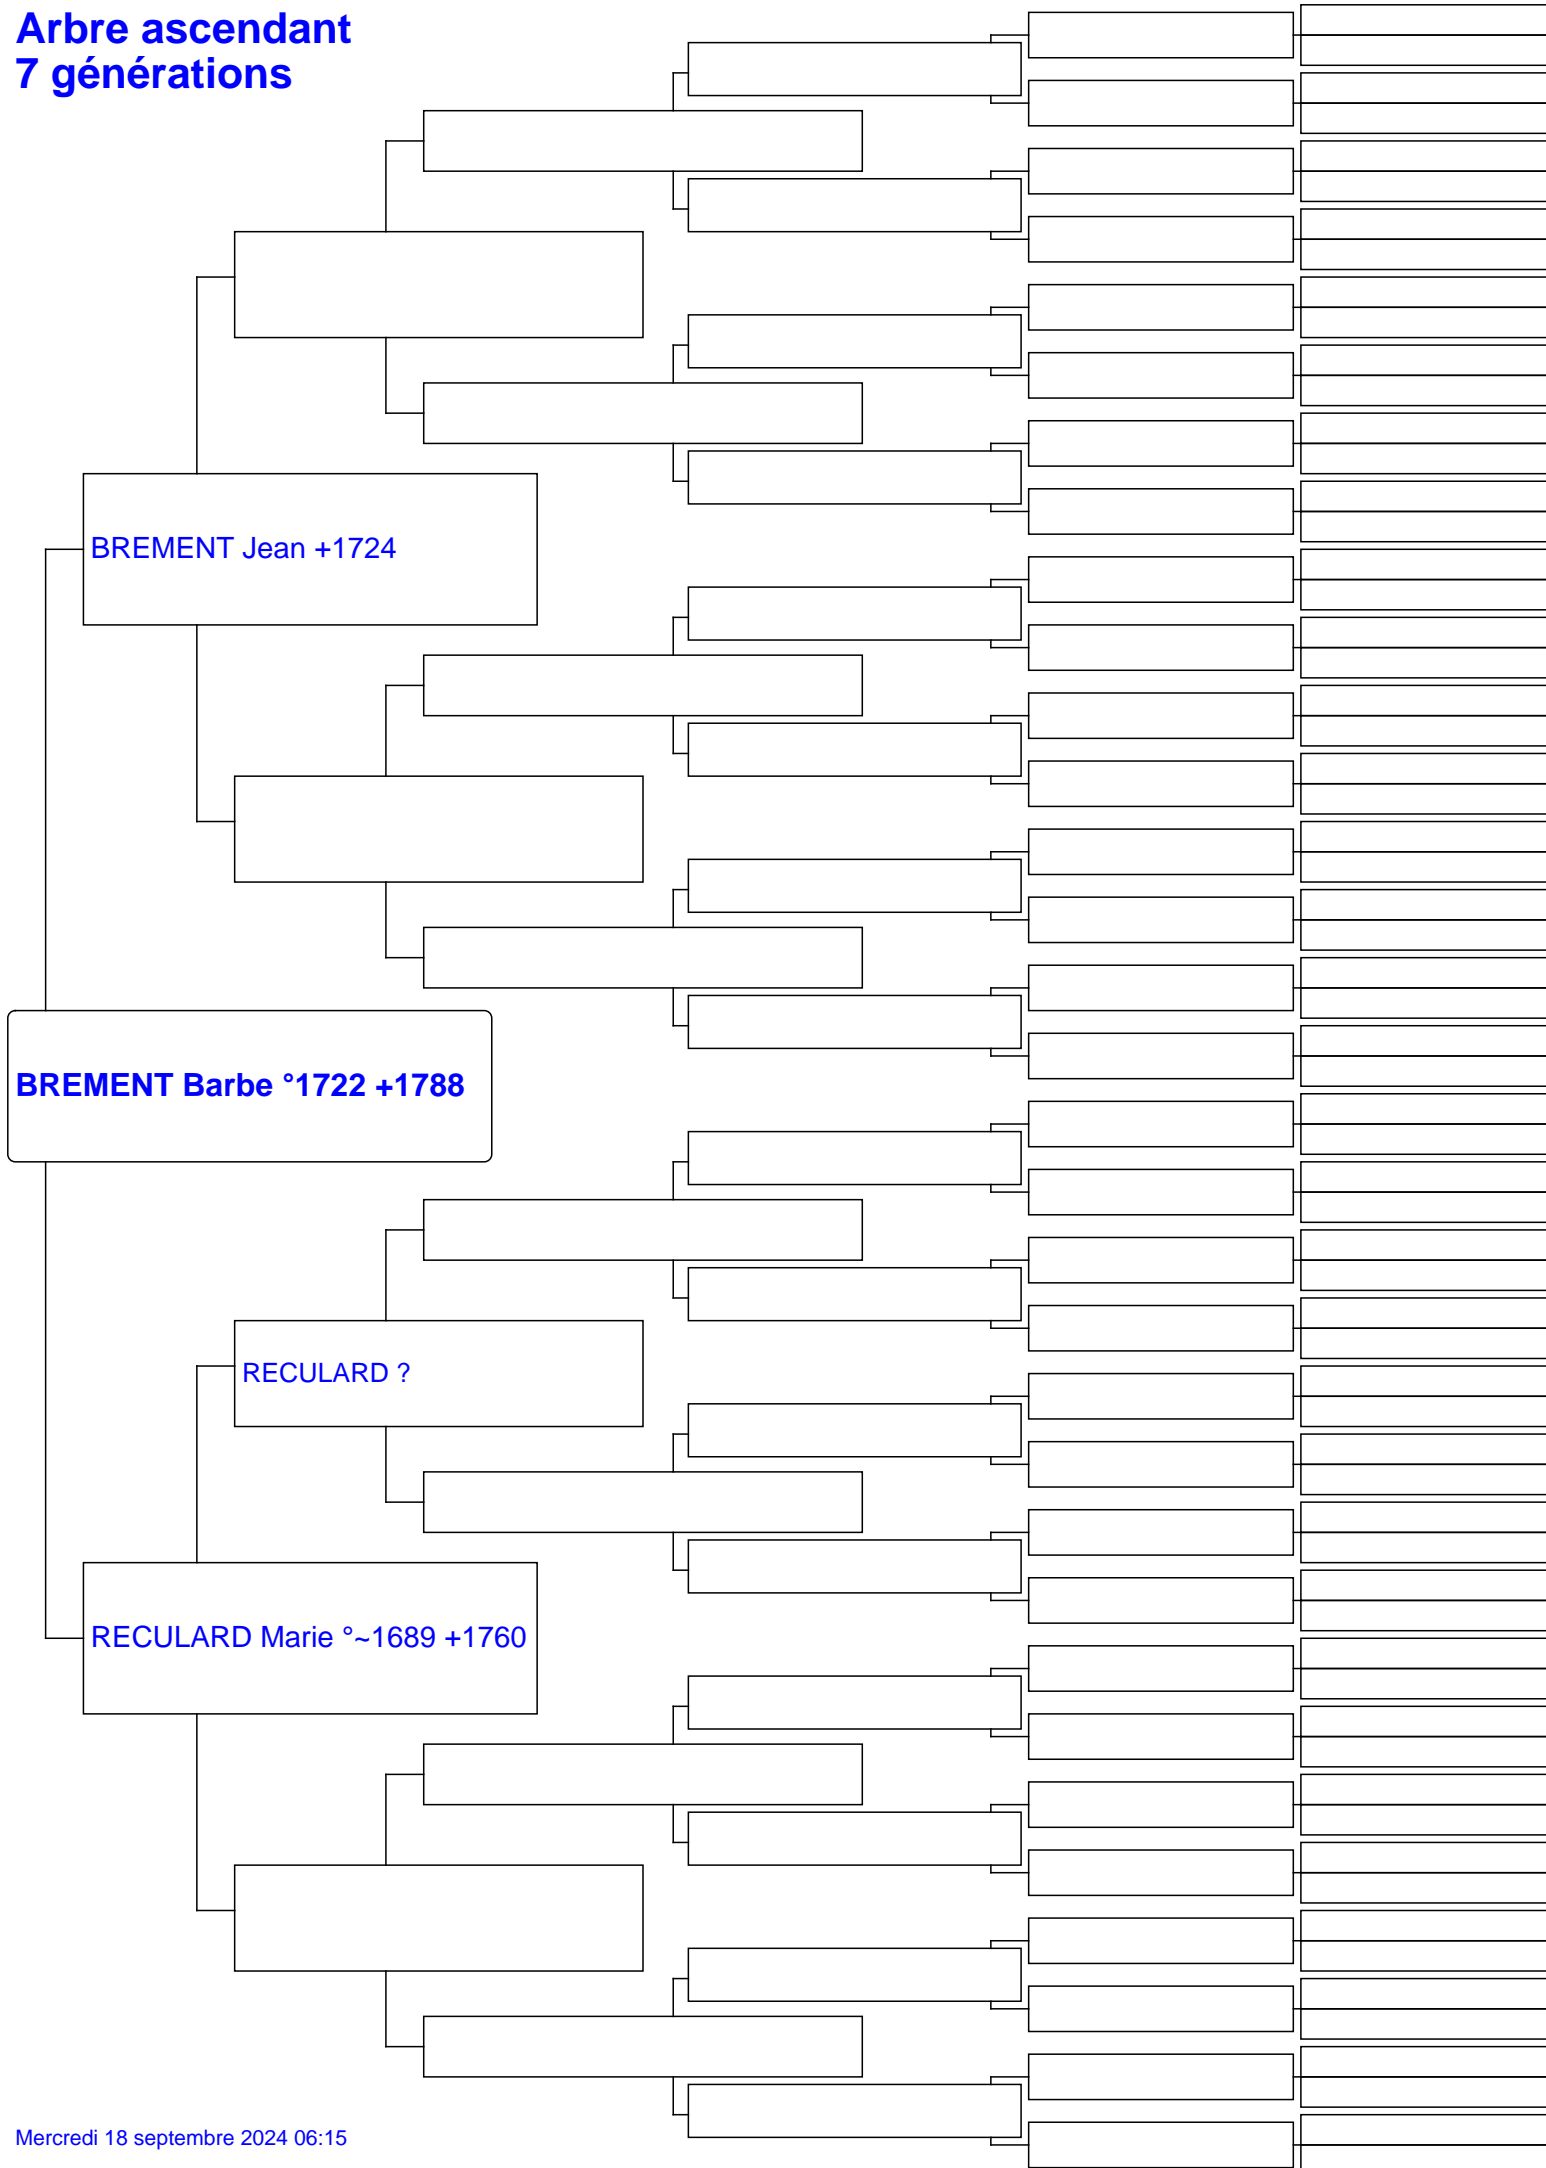 Arbre ascendant
7 générations
BREMENT Jean +1724
BREMENT Barbe °1722 +1788
RECULARD ?
RECULARD Marie °~1689 +1760
Mercredi 18 septembre 2024 06:15